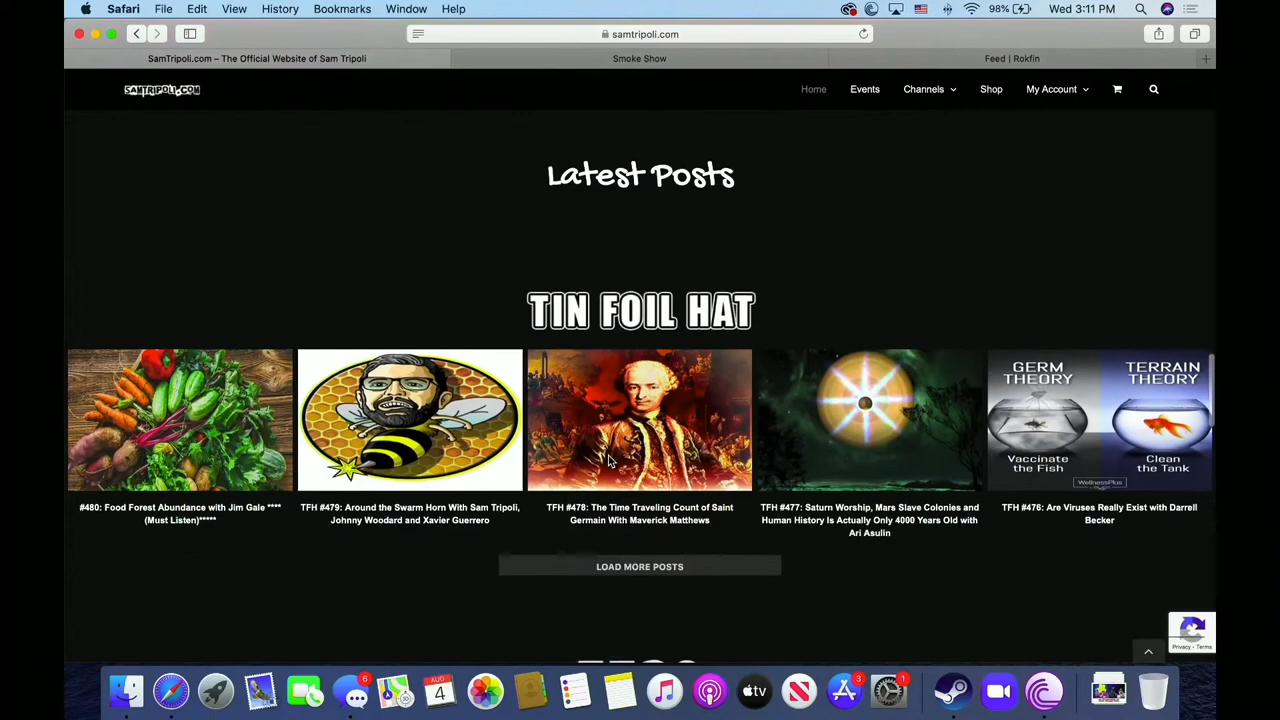 Safari File Edit View History Bookmarks Window Help 98% Wed 3:11 PM
samtripoli.com
SamTripoli.com – The Official Website of Sam Tripoli Smoke Show Feed | Rokfin
SAMTRIPOLI.COM Home Events Channels Shop My Account
Latest Posts
TIN FOIL HAT
GERM THEORY
TERRAIN THEORY
Vaccinate the Fish
Clean the Tank
WellnessPlus
#480: Food Forest Abundance with Jim Gale ****
(Must Listen)*****
TFH #479: Around the Swarm Horn With Sam Tripoli,
Johnny Woodard and Xavier Guerrero
TFH #478: The Time Traveling Count of Saint
Germain With Maverick Matthews
TFH #477: Saturn Worship, Mars Slave Colonies and
Human History Is Actually Only 4000 Years Old with
Ari Asulin
TFH #476: Are Viruses Really Exist with Darrell
Becker
LOAD MORE POSTS
Privacy - Terms
6
AUG
4
tv
3
1